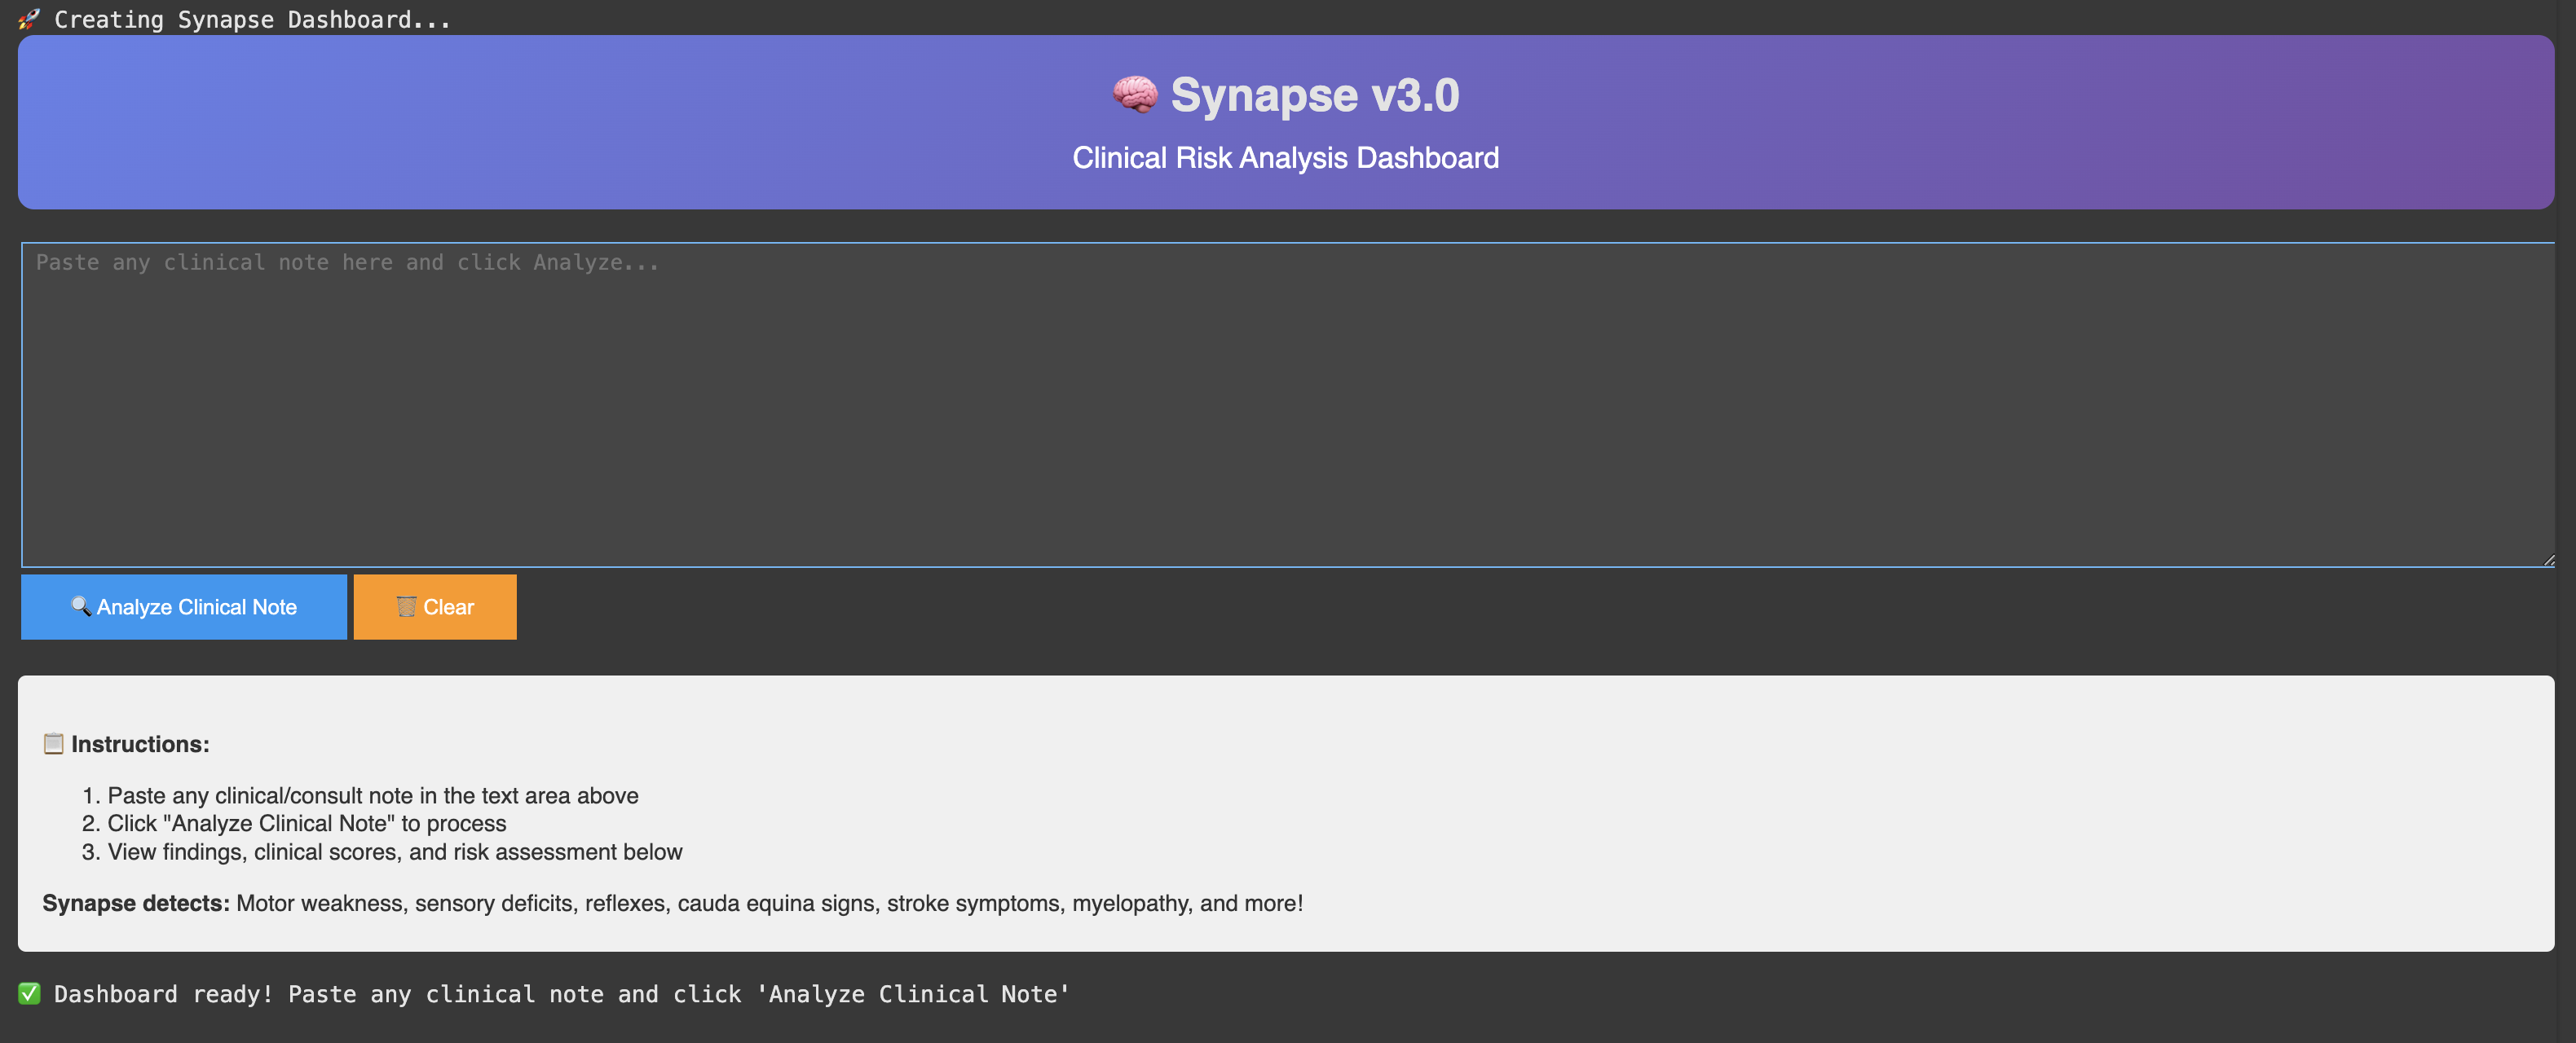 🚀 Creating Synapse Dashboard...
🧠 Synapse v3.0
Clinical Risk Analysis Dashboard
Paste any clinical note here and click Analyze...
🔍 Analyze Clinical Note 🗑️ Clear
📋 Instructions:
1. Paste any clinical/consult note in the text area above
2. Click "Analyze Clinical Note" to process
3. View findings, clinical scores, and risk assessment below
Synapse detects: Motor weakness, sensory deficits, reflexes, cauda equina signs, stroke symptoms, myelopathy, and more!
✅ Dashboard ready! Paste any clinical note and click 'Analyze Clinical Note'